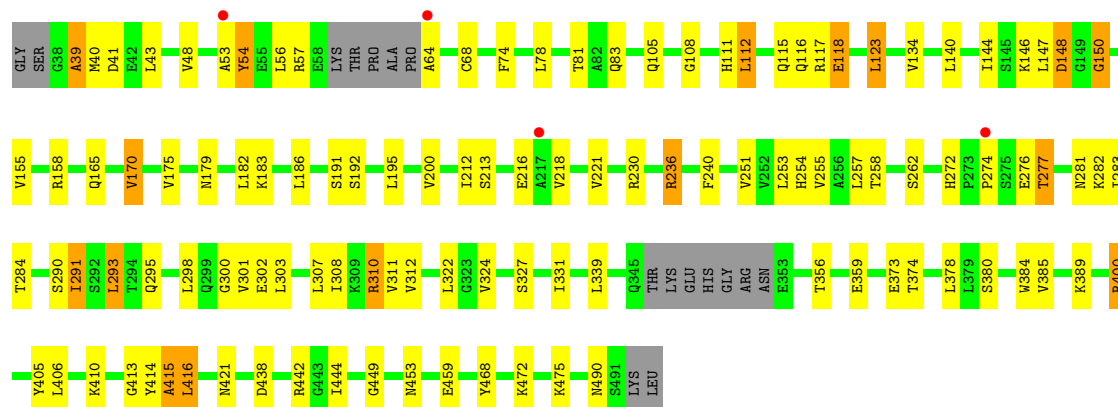 GLY SER G38 A39 M40 D41 E42 L43 V48 A53 Y54 E55 L56 R57 E58 LYS THR PRO ALA PRO A64 C68 F74 L78 T81 A82 Q83 Q105 G108 H111 L112 Q115 Q116 R117 E118 L123 V134 L140 I144 S145 K146 L147 D148 G149 G150
V155 R158 Q165 V170 V175 N179 L182 K183 L186 S191 S192 L195 V200 I212 S213 E216 A217 V218 V221 R230 R236 F240 V251 V252 L253 H254 V255 A256 L257 T258 S262 H272 P273 P274 S275 E276 T277 N281 K282
T284 S290 I291 S292 L293 T294 Q295 L298 Q299 G300 V301 E302 L303 L307 I308 K309 R310 V311 V312 L322 G323 V324 S327 I331 L339 Q345 THR LYS GLU HIS GLY ARG ASN E353 T356 E359 E373 T374 L378 L379 S380 W384 V385 K389
Y405 L406 K410 G413 Y414 A415 L416 N421 D438 R442 G443 I444 G449 N453 E459 Y468 K472 K475 N490 S491 LYS LEU